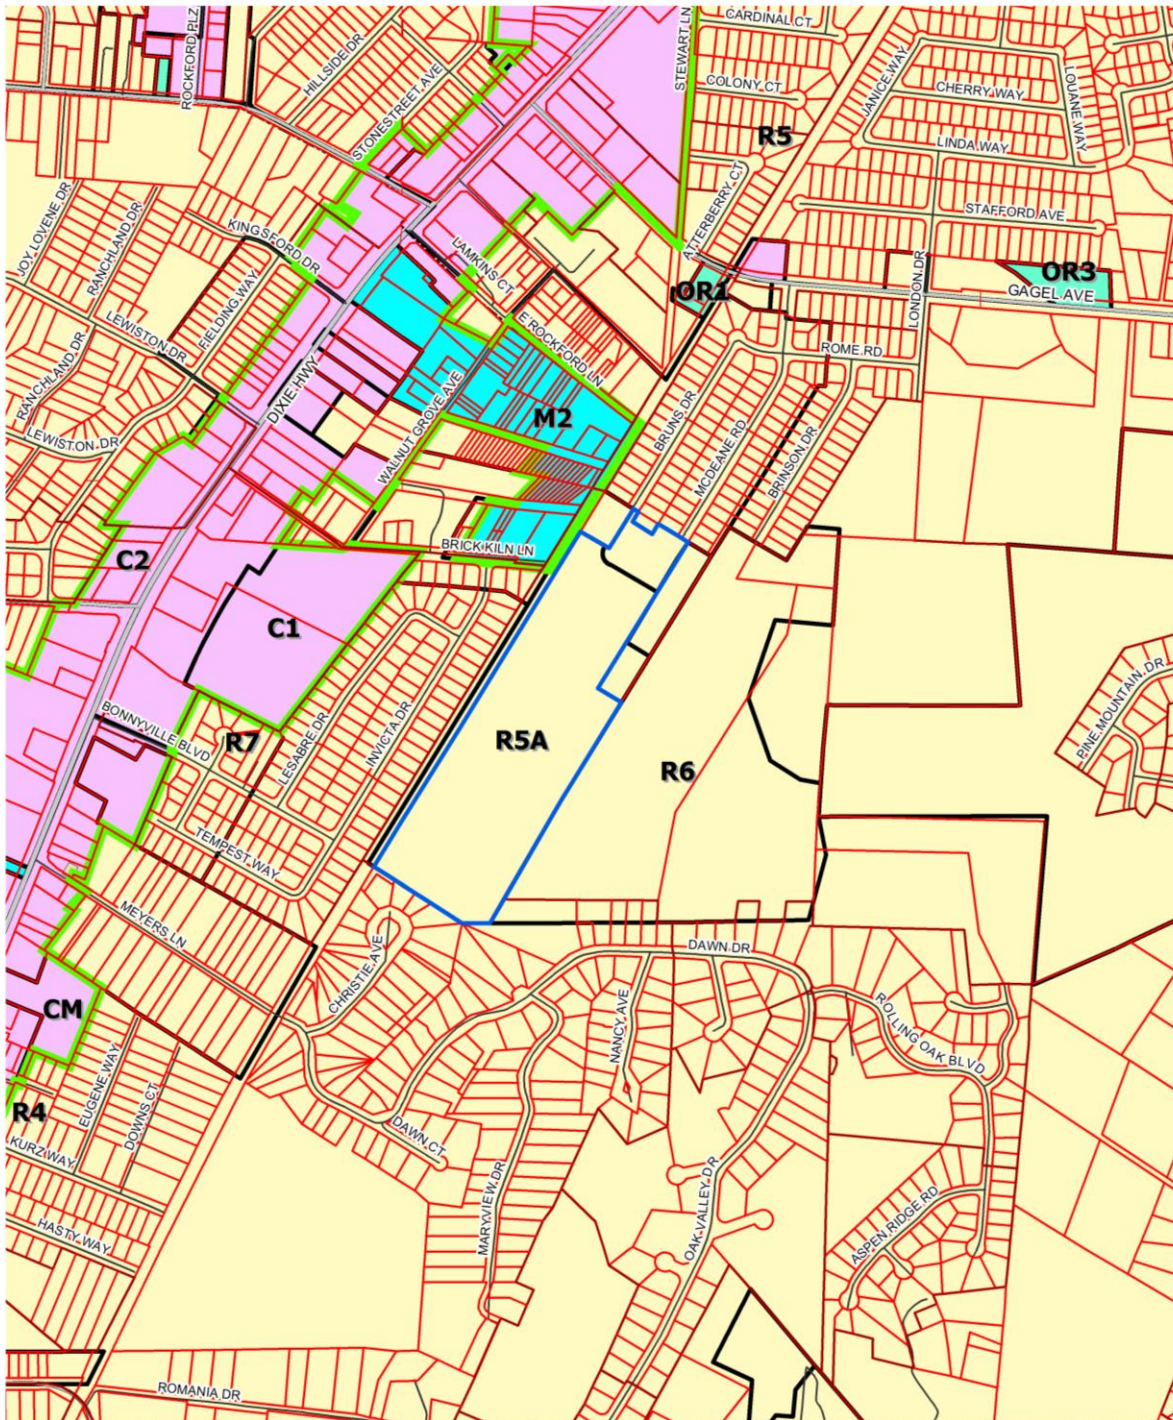 CARDINAL CT
ROCKFORD PLZ
HILLSIDE DR
STEWART LN
STONESTREET AVE
COLONY CT
JANICE WAY
CHERRY WAY
LOUANE WAY
R5
LINDA WAY
JOY LOVENE DR
RANCHLAND DR
KINGSFORD DR
ATTERBERRY CT
STAFFORD AVE
LAMKINS CT
FIELDING WAY
OR1
LONDON DR
OR3
GAGEL AVE
LEWISTON DR
RANCHLAND DR
DIXIE HWY
E ROCKFORD LN
ROME RD
LEWISTON DR
WALNUT GROVE AVE
M2
BRUNS DR
MCDEANE RD
BRINSON DR
BRICK KILN LN
C2
C1
PINE MOUNTAIN DR
BONNYVILLE BLVD
R7
LESABRE DR
INVICTA DR
R5A
R6
TEMPEST WAY
MEYERS LN
CHRISTIE AVE
DAWN DR
CM
NANCY AVE
ROLLING OAK BLVD
R4
EUGENE WAY
DOWNS CT
KURZ WAY
DAWN CT
MARYVIEW DR
OAK VALLEY DR
ASPEN RIDGE RD
HASTY WAY
ROMANIA DR